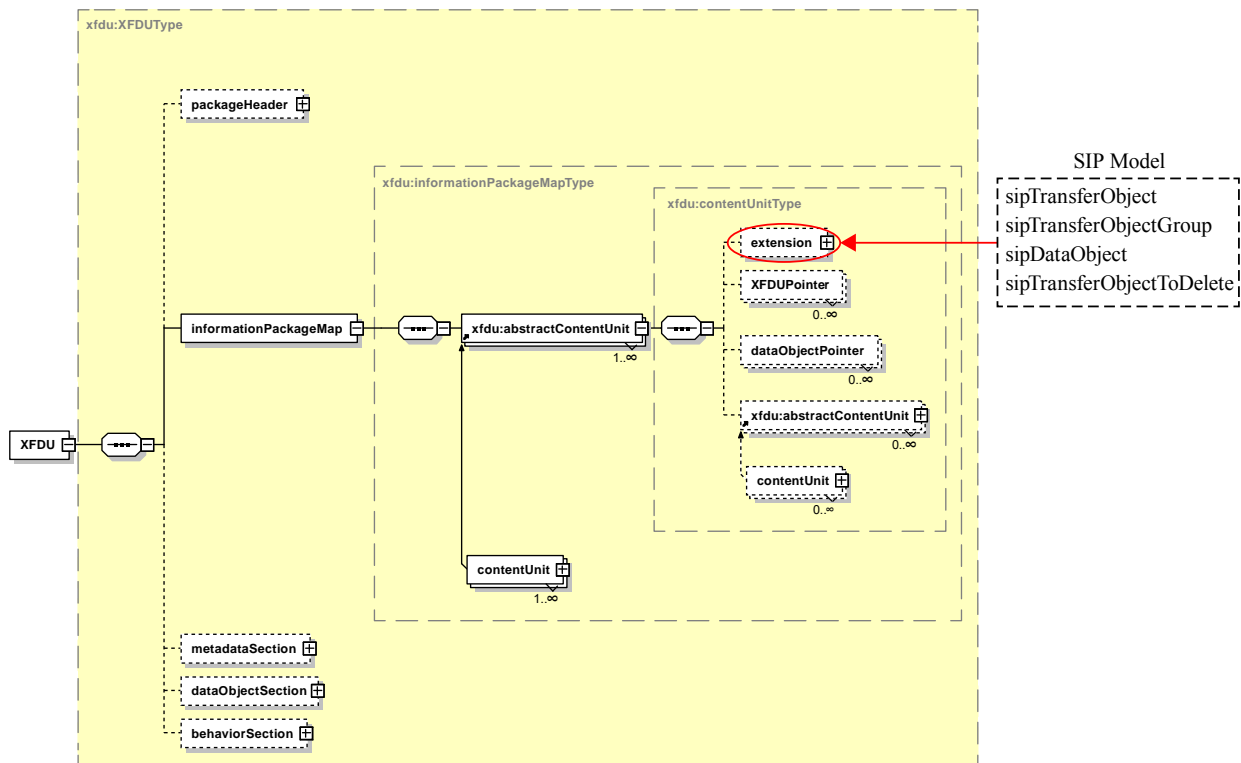 xfdu:XFDUType
packageHeader
SIP Model
xfdu:informationPackageMapType
sipTransferObject
xfdu:contentUnitType
sipTransferObjectGroup
extension
sipDataObject
XFDUPointer
sipTransferObjectToDelete
0..∞
informationPackageMap
xfdu:abstractContentUnit
1..∞
dataObjectPointer
0..∞
xfdu:abstractContentUnit
0..∞
XFDU
contentUnit
0..∞
contentUnit
1..∞
metadataSection
dataObjectSection
behaviorSection